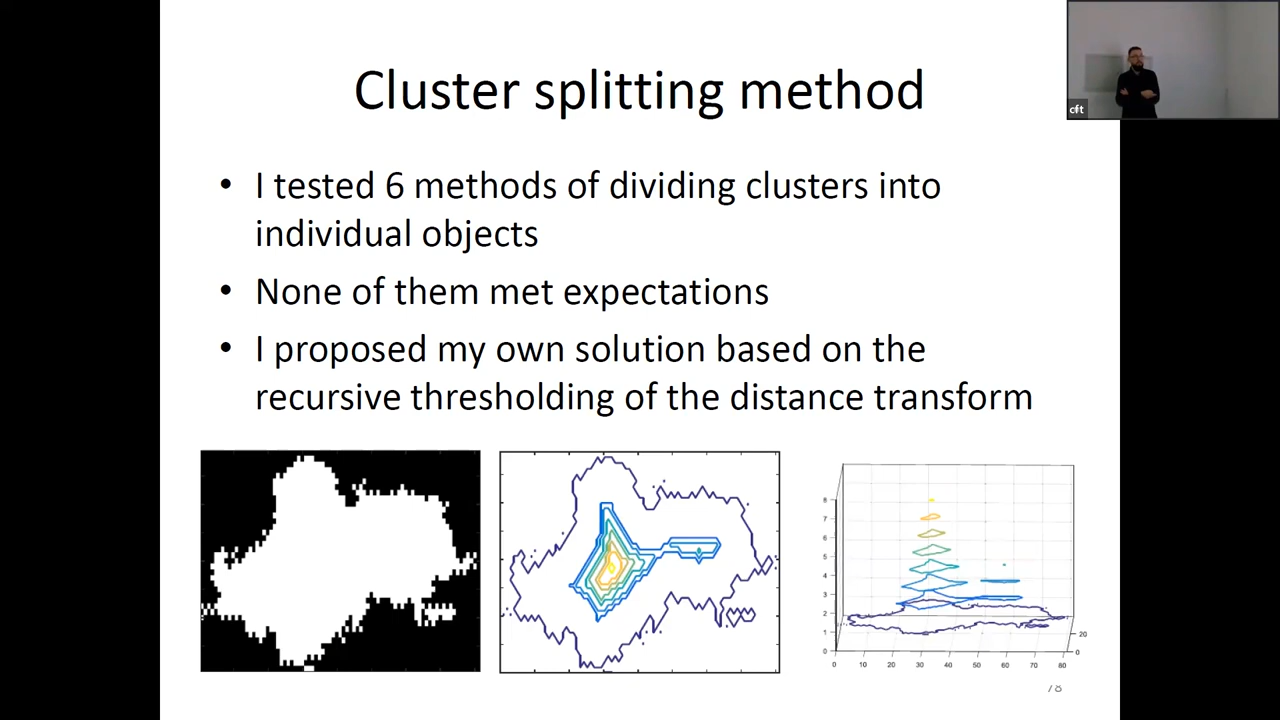 Cluster splitting method
• I tested 6 methods of dividing clusters into
individual objects
• None of them met expectations
• I proposed my own solution based on the
recursive thresholding of the distance transform
cft
8
7
6
5
4
3
2
1
0
0 10 20 30 40 50 60 70 80
20
0